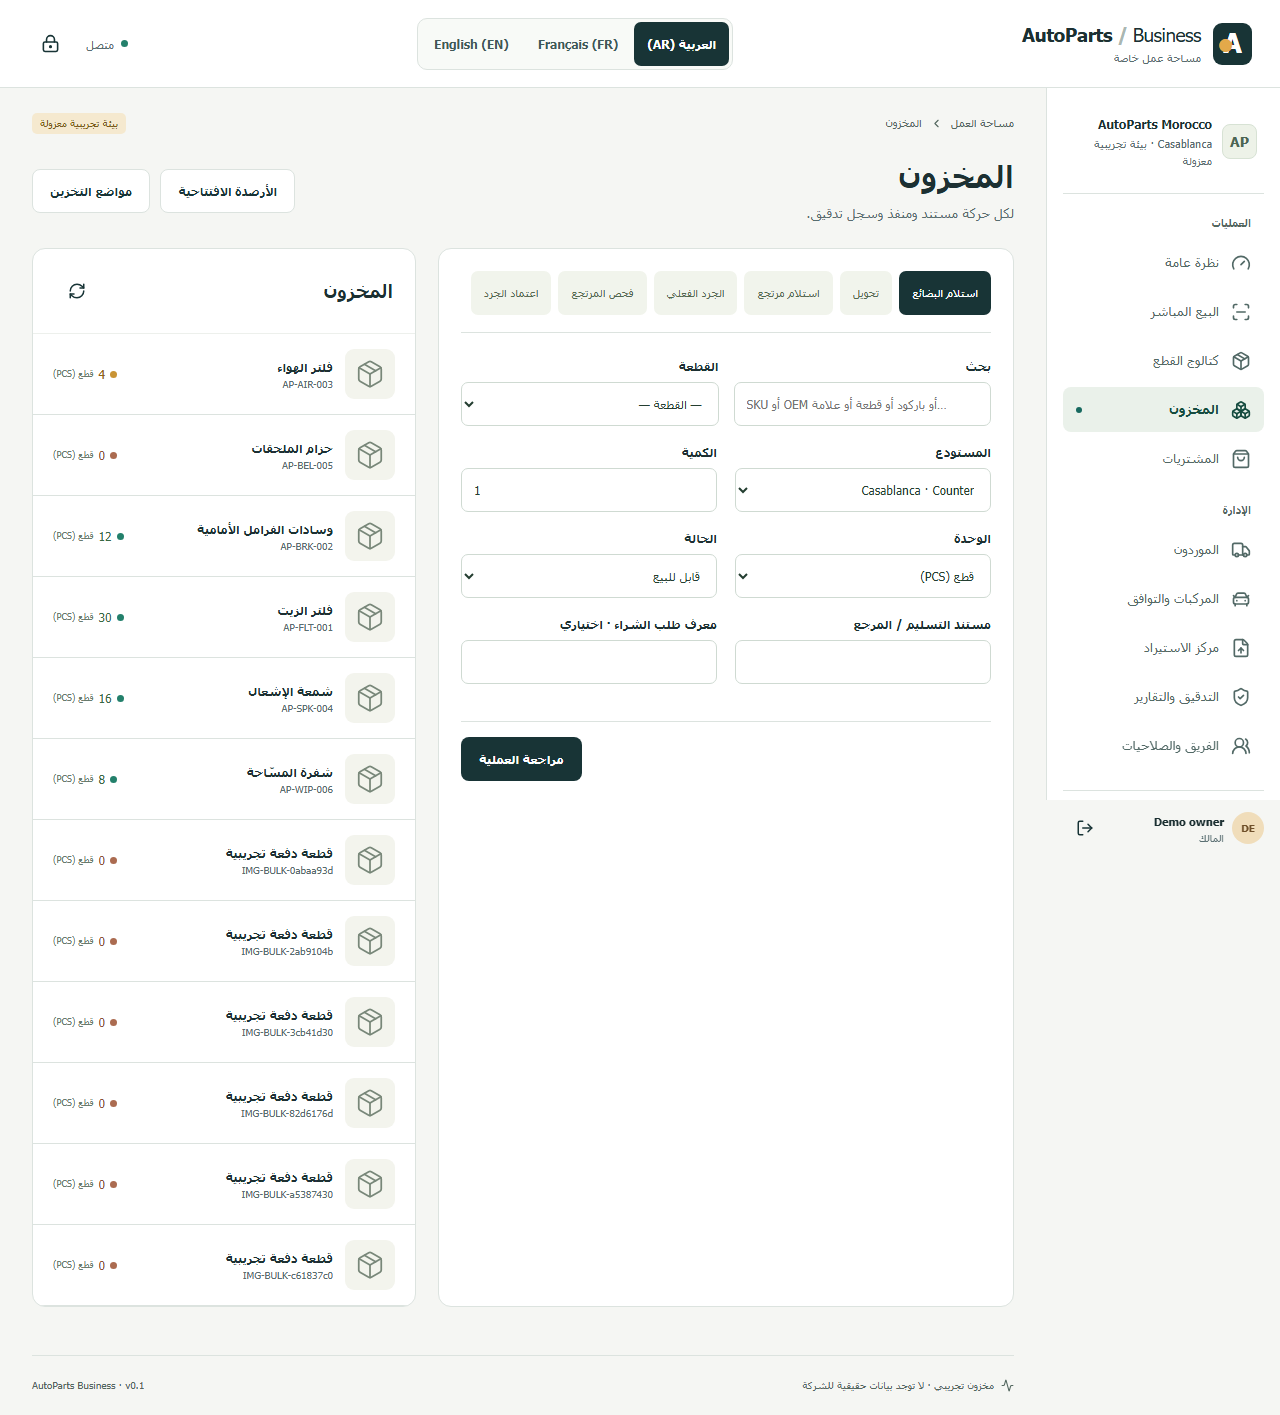 A
AutoParts / Business
مساحة عمل خاصة
العربية (AR)
Français (FR)
English (EN)
متصل
AP
AutoParts Morocco
Casablanca · بيئة تجريبية معزولة
العمليات
نظرة عامة
البيع المباشر
كتالوج القطع
المخزون
المشتريات
الإدارة
الموردون
المركبات والتوافق
مركز الاستيراد
التدقيق والتقارير
الفريق والصلاحيات
DE
Demo owner
المالك
مساحة العمل
المخزون
بيئة تجريبية معزولة
المخزون
لكل حركة مستند ومنفذ وسجل تدقيق.
الأرصدة الافتتاحية
مواضع التخزين
استلام البضائع
تحويل
استلام مرتجع
الجرد الفعلي
فحص المرتجع
اعتماد الجرد
بحث
SKU أو OEM أو باركود أو قطعة أو علامة...
القطعة
— القطعة —
المستودع
Casablanca · Counter
الكمية
1
الوحدة
قطع (PCS)
الحالة
قابل للبيع
مستند التسليم / المرجع
معرف طلب الشراء · اختياري
مراجعة العملية
المخزون
فلتر الهواء
AP-AIR-003
4 قطع (PCS)
حزام الملحقات
AP-BEL-005
0 قطع (PCS)
وسادات الفرامل الأمامية
AP-BRK-002
12 قطع (PCS)
فلتر الزيت
AP-FLT-001
30 قطع (PCS)
شمعة الإشعال
AP-SPK-004
16 قطع (PCS)
شفرة المسّاحة
AP-WIP-006
8 قطع (PCS)
قطعة دفعة تجريبية
IMG-BULK-0abaa93d
0 قطع (PCS)
قطعة دفعة تجريبية
IMG-BULK-2ab9104b
0 قطع (PCS)
قطعة دفعة تجريبية
IMG-BULK-3cb41d30
0 قطع (PCS)
قطعة دفعة تجريبية
IMG-BULK-82d6176d
0 قطع (PCS)
قطعة دفعة تجريبية
IMG-BULK-a5387430
0 قطع (PCS)
قطعة دفعة تجريبية
IMG-BULK-c61837c0
0 قطع (PCS)
مخزون تجريبي · لا توجد بيانات حقيقية للشركة
AutoParts Business · v0.1